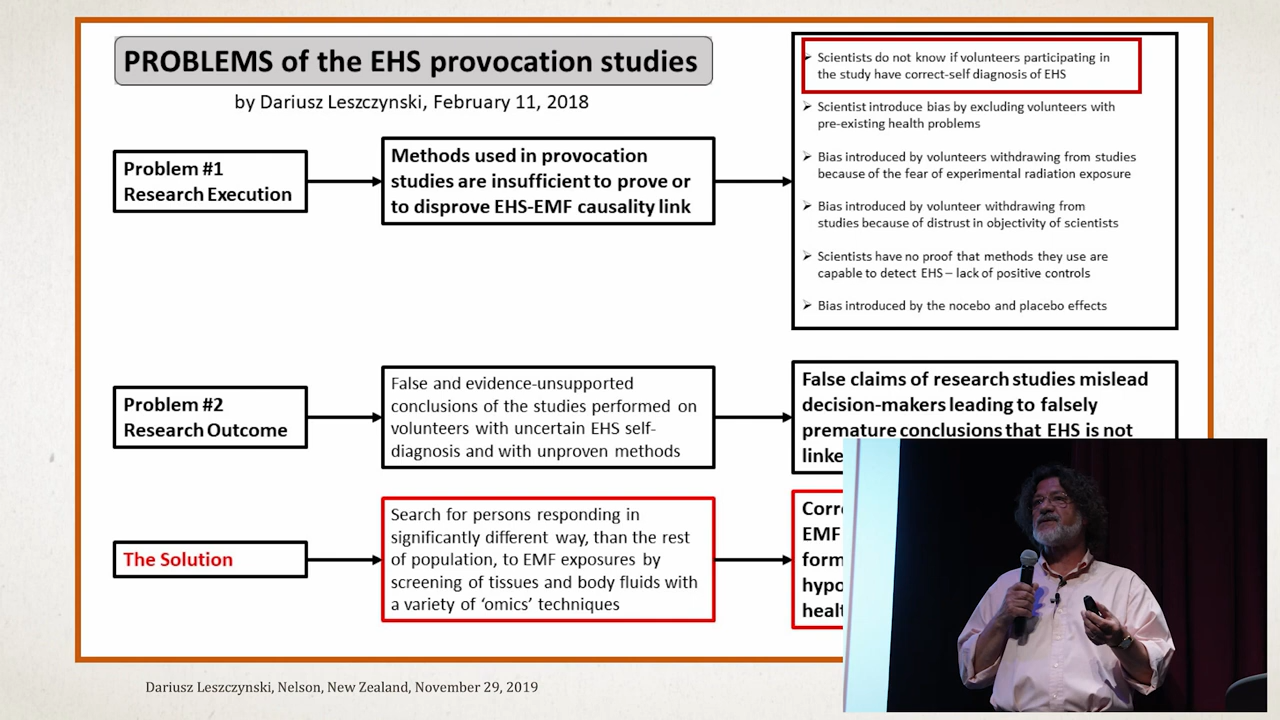 PROBLEMS of the EHS provocation studies
by Dariusz Leszczynski, February 11, 2018
Problem #1
Research Execution
Methods used in provocation
studies are insufficient to prove or
to disprove EHS-EMF causality link
Scientists do not know if volunteers participating in
the study have correct-self diagnosis of EHS
Scientist introduce bias by excluding volunteers with
pre-existing health problems
Bias introduced by volunteers withdrawing from studies
because of the fear of experimental radiation exposure
Bias introduced by volunteer withdrawing from
studies because of distrust in objectivity of scientists
Scientists have no proof that methods they use are
capable to detect EHS – lack of positive controls
Bias introduced by the nocebo and placebo effects
Problem #2
Research Outcome
False and evidence-unsupported
conclusions of the studies performed on
volunteers with uncertain EHS self-
diagnosis and with unproven methods
False claims of research studies mislead
decision-makers leading to falsely
premature conclusions that EHS is not
The Solution
Search for persons responding in
significantly different way, than the rest
of population, to EMF exposures by
screening of tissues and body fluids with
a variety of ‘omics’ techniques
EMF
Dariusz Leszczynski, Nelson, New Zealand, November 29, 2019